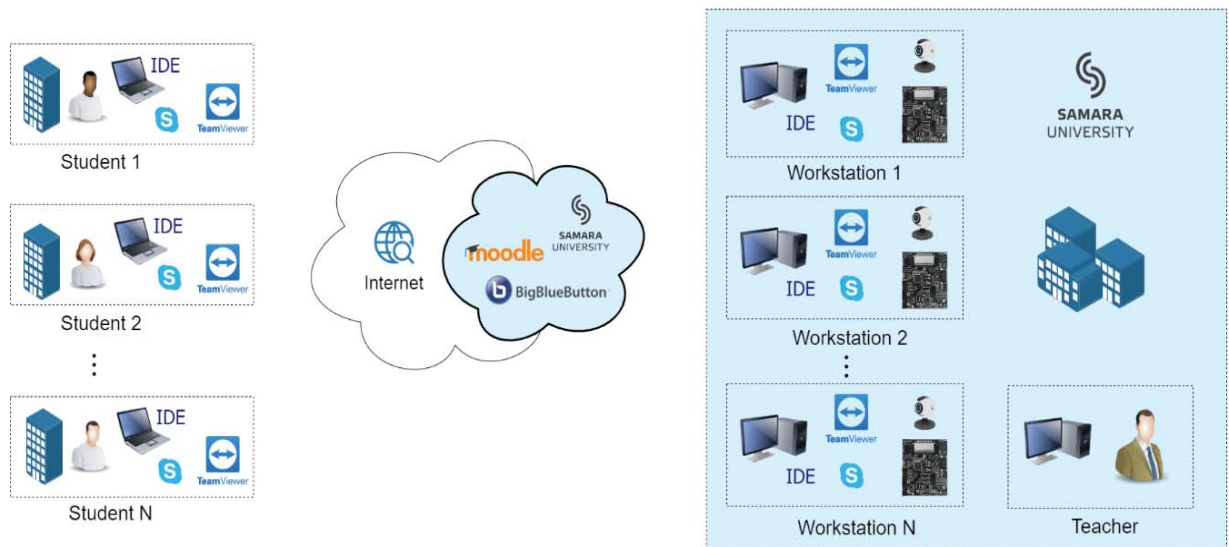 IDE
S
TeamViewer
Student 1
IDE
S
TeamViewer
Student 2
IDE
S
TeamViewer
Student N
Internet
SAMARA
UNIVERSITY
moodle
b BigBlueButton
TeamViewer
IDE
S
Workstation 1
TeamViewer
IDE
S
Workstation 2
TeamViewer
IDE
S
Workstation N
SAMARA
UNIVERSITY
Teacher